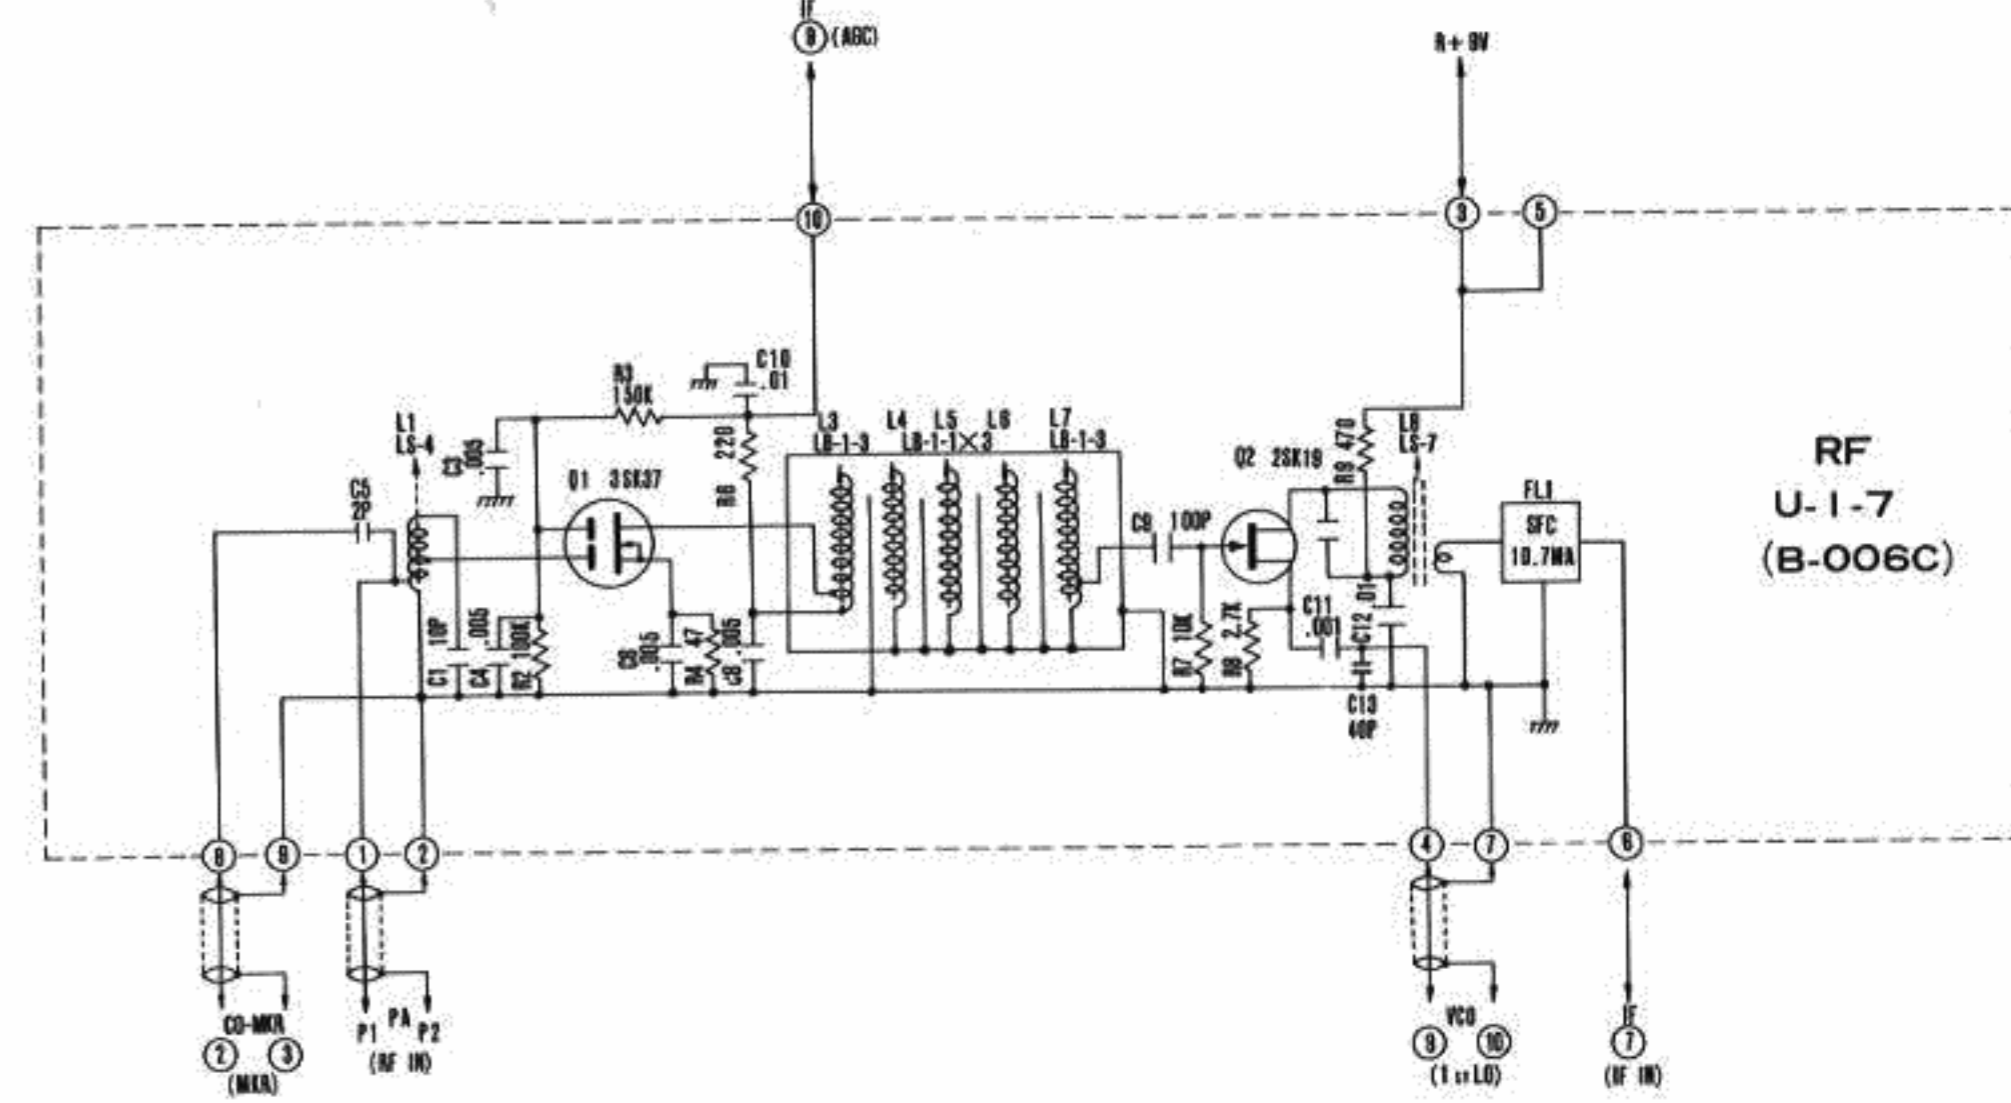 IF
9 (AGC)
R+ 9V
10
3
5
C10
.01
R3
150K
L1
LS-4
C3
.005
220
R6
L3
LB-1-3
L4 L5 L6
LB-1-1×3
L7
LB-1-3
Q1 3SK37
Q2 2SK19
R9 470
L8
LS-7
FL1
SFC
10.7MA
C5
2P
C9 100P
RF
U-1-7
(B-006C)
C1 10P
C4 .005
R2 100K
C6
.005
R4 47
C8 .005
R7 10K
R8 2.7K
C11
.001
C12 .01
C13
40P
8
9
1
2
4
7
6
CO-MKR
2 3
(MKR)
P1 PA P2
(RF IN)
VCO
9 10
(1 ST LO)
IF
7
(IF IN)